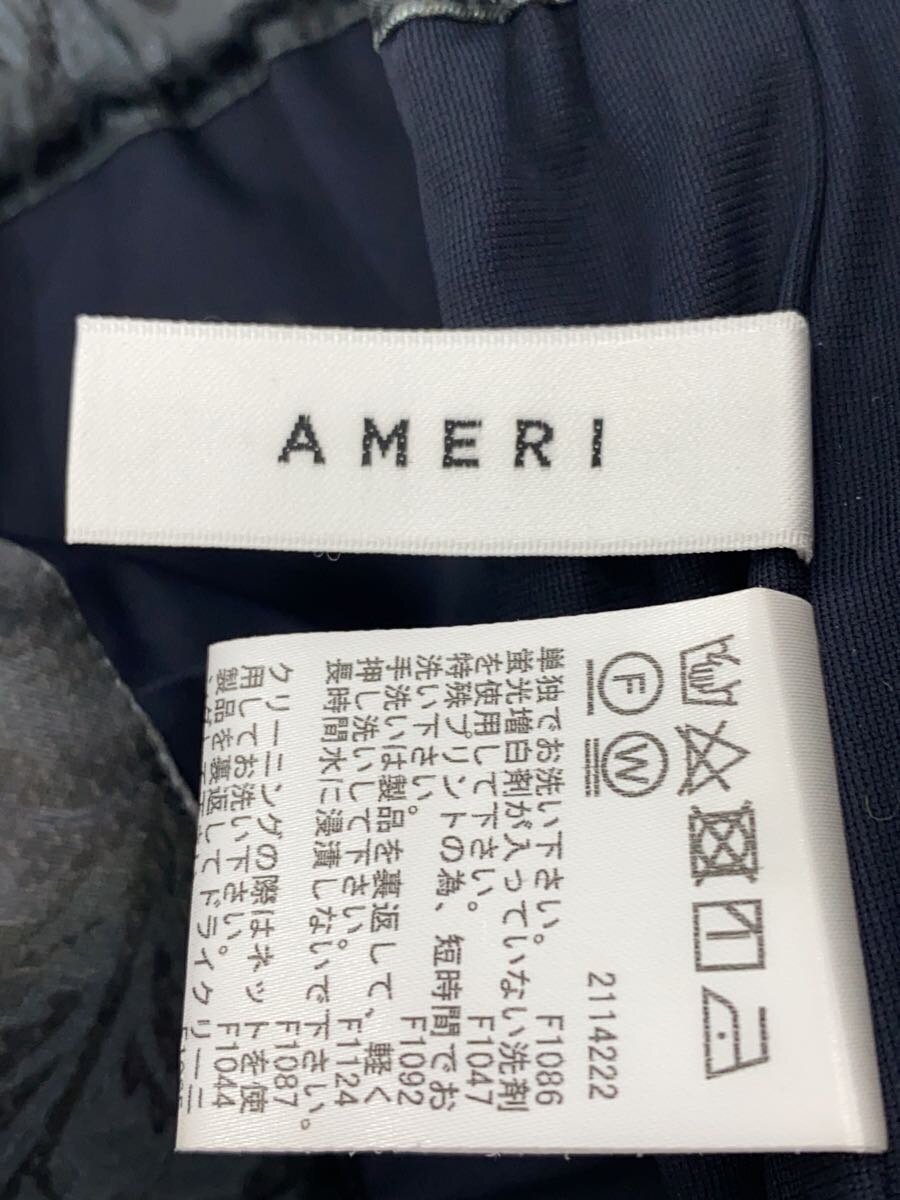 AMERI
F
W
2114222
単独でお洗い下さい。 F1086
蛍光増白剤が入っていない洗剤
を使用して下さい。 F1047
特殊プリントの為、短時間でお
洗い下さい。 F1092
手洗いは製品を裏返して、軽く
押し洗いして下さい。 F1124
長時間水に浸漬しないで下さい。
F1087
クリーニングの際はネットを使
用してお洗い下さい。 F1044
製品を裏返してドライクリーニ